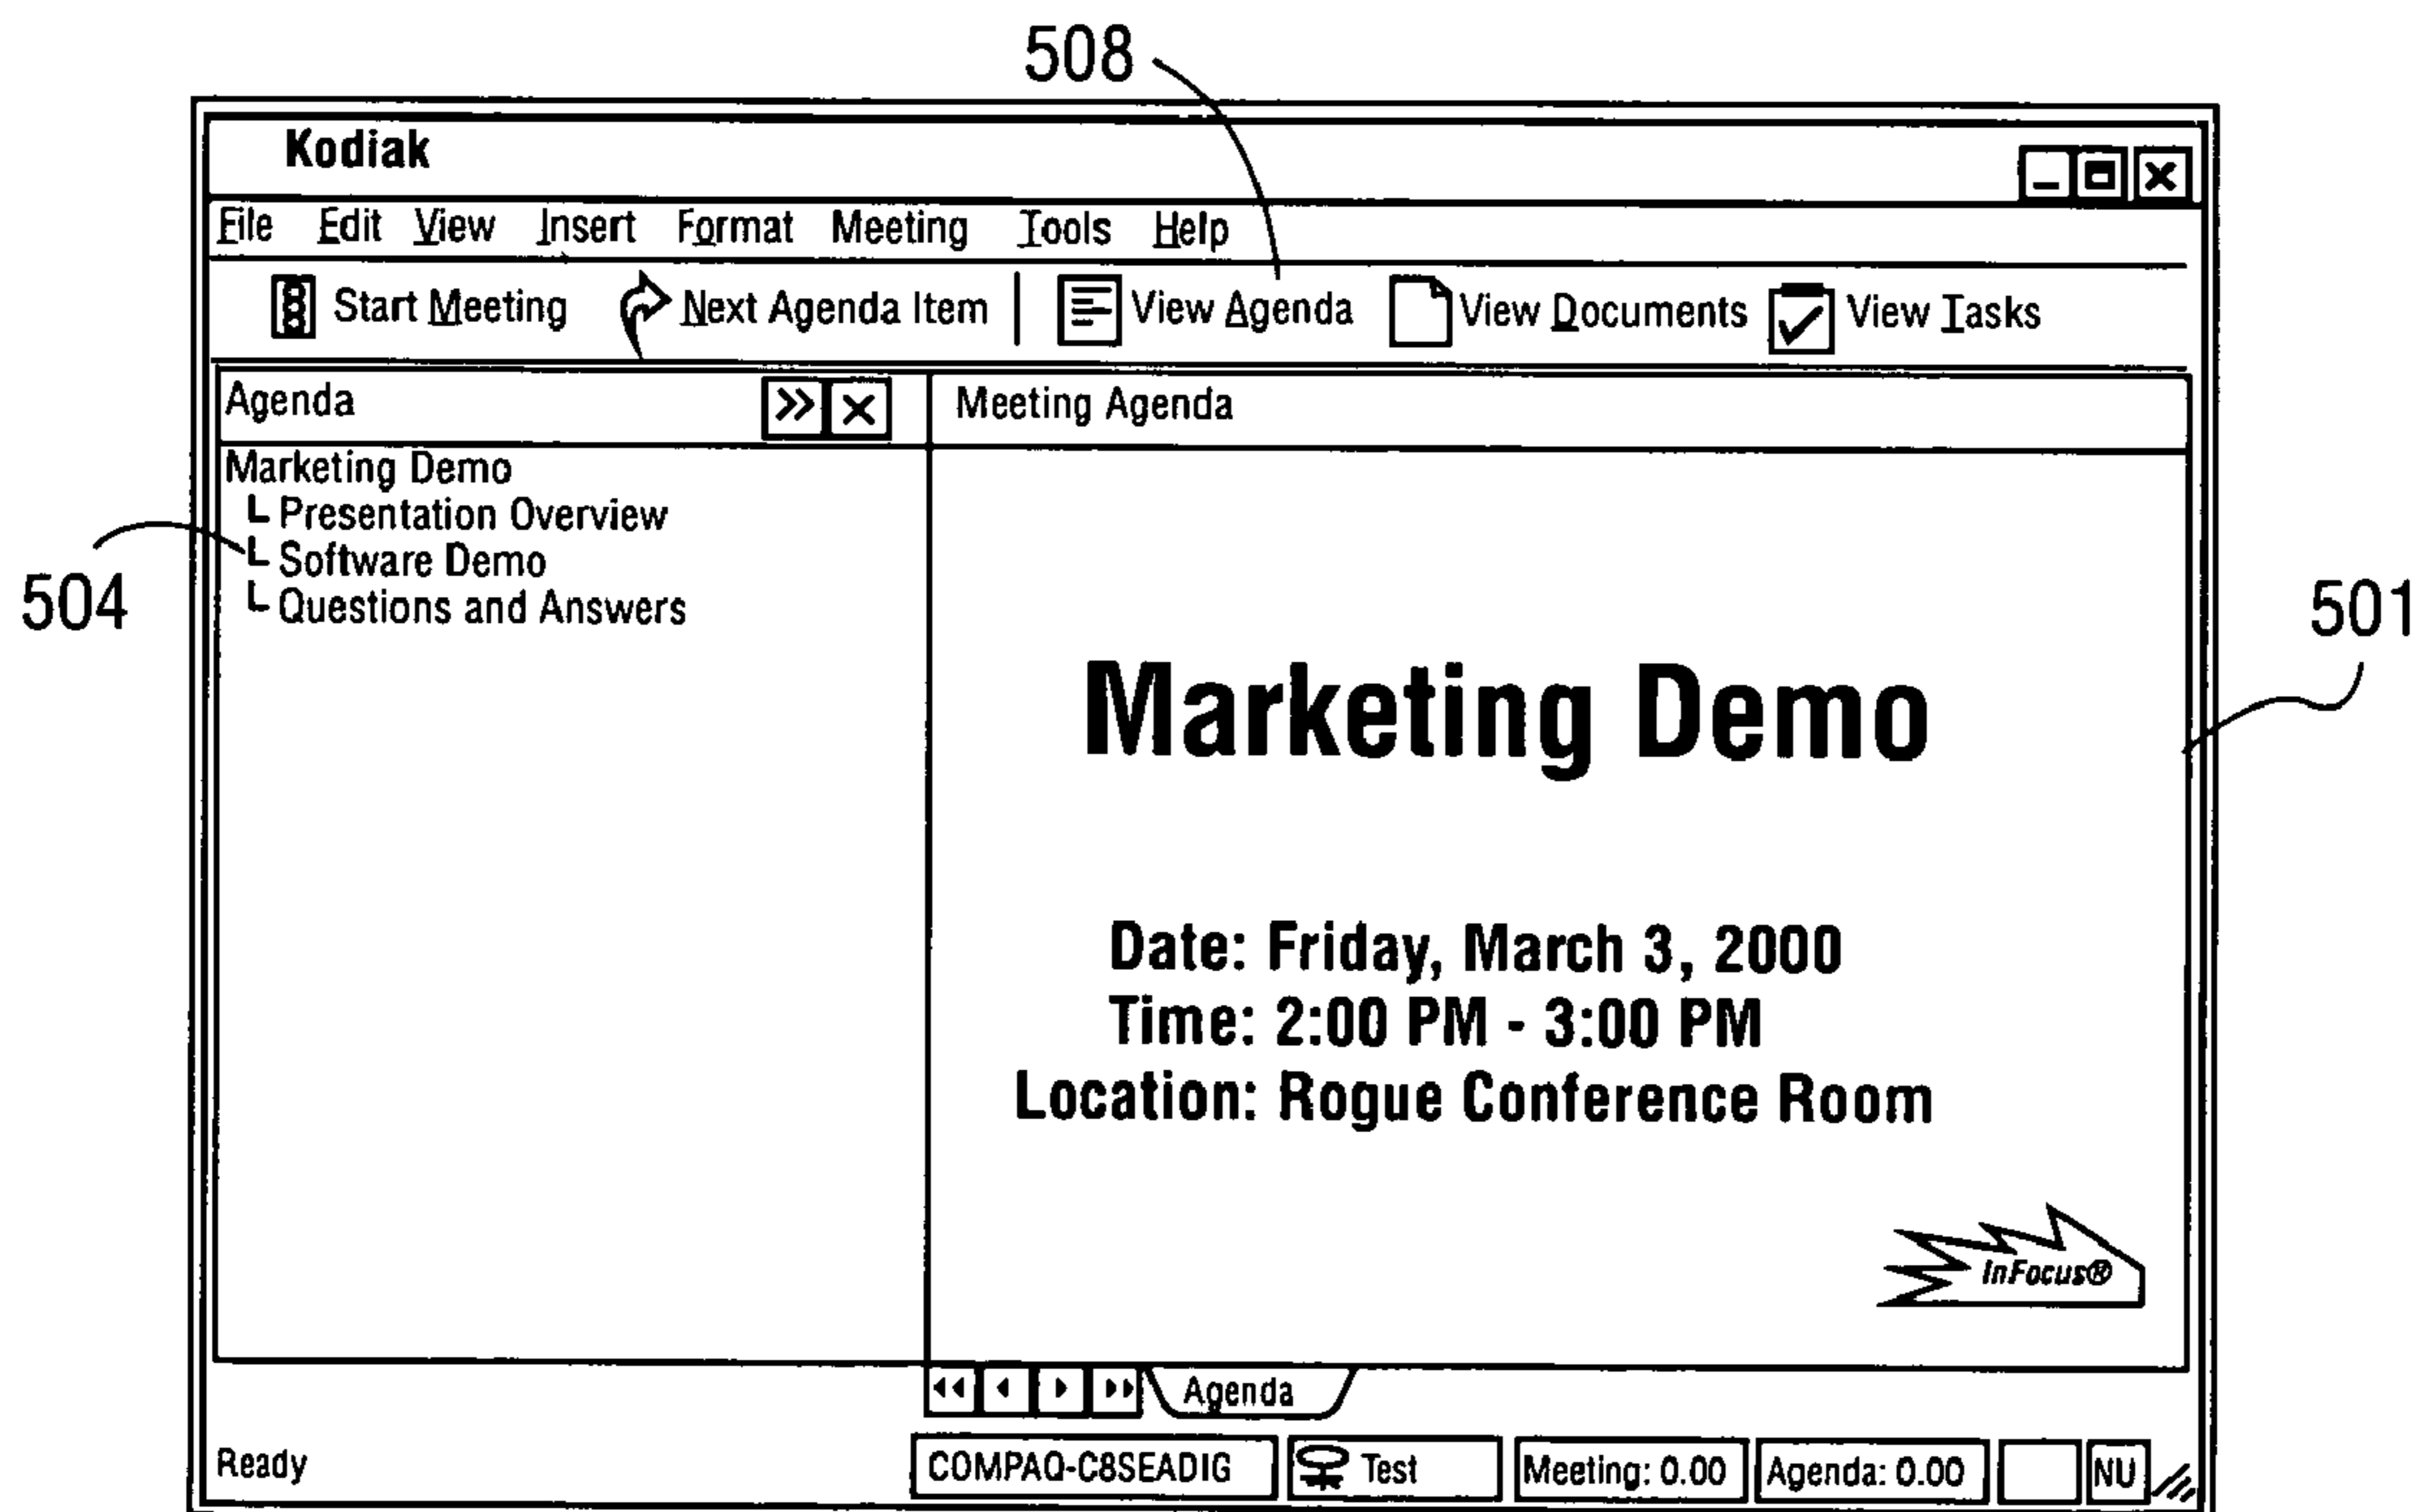 508
Kodiak
File Edit View Insert Format Meeting Tools Help
Start Meeting Next Agenda Item View Agenda View Documents View Tasks
Agenda
Meeting Agenda
Marketing Demo
Presentation Overview
Software Demo
Questions and Answers
504
501
Marketing Demo
Date: Friday, March 3, 2000
Time: 2:00 PM - 3:00 PM
Location: Rogue Conference Room
InFocus®
Agenda
Ready COMPAQ-C8SEADIG Test Meeting: 0.00 Agenda: 0.00 NU